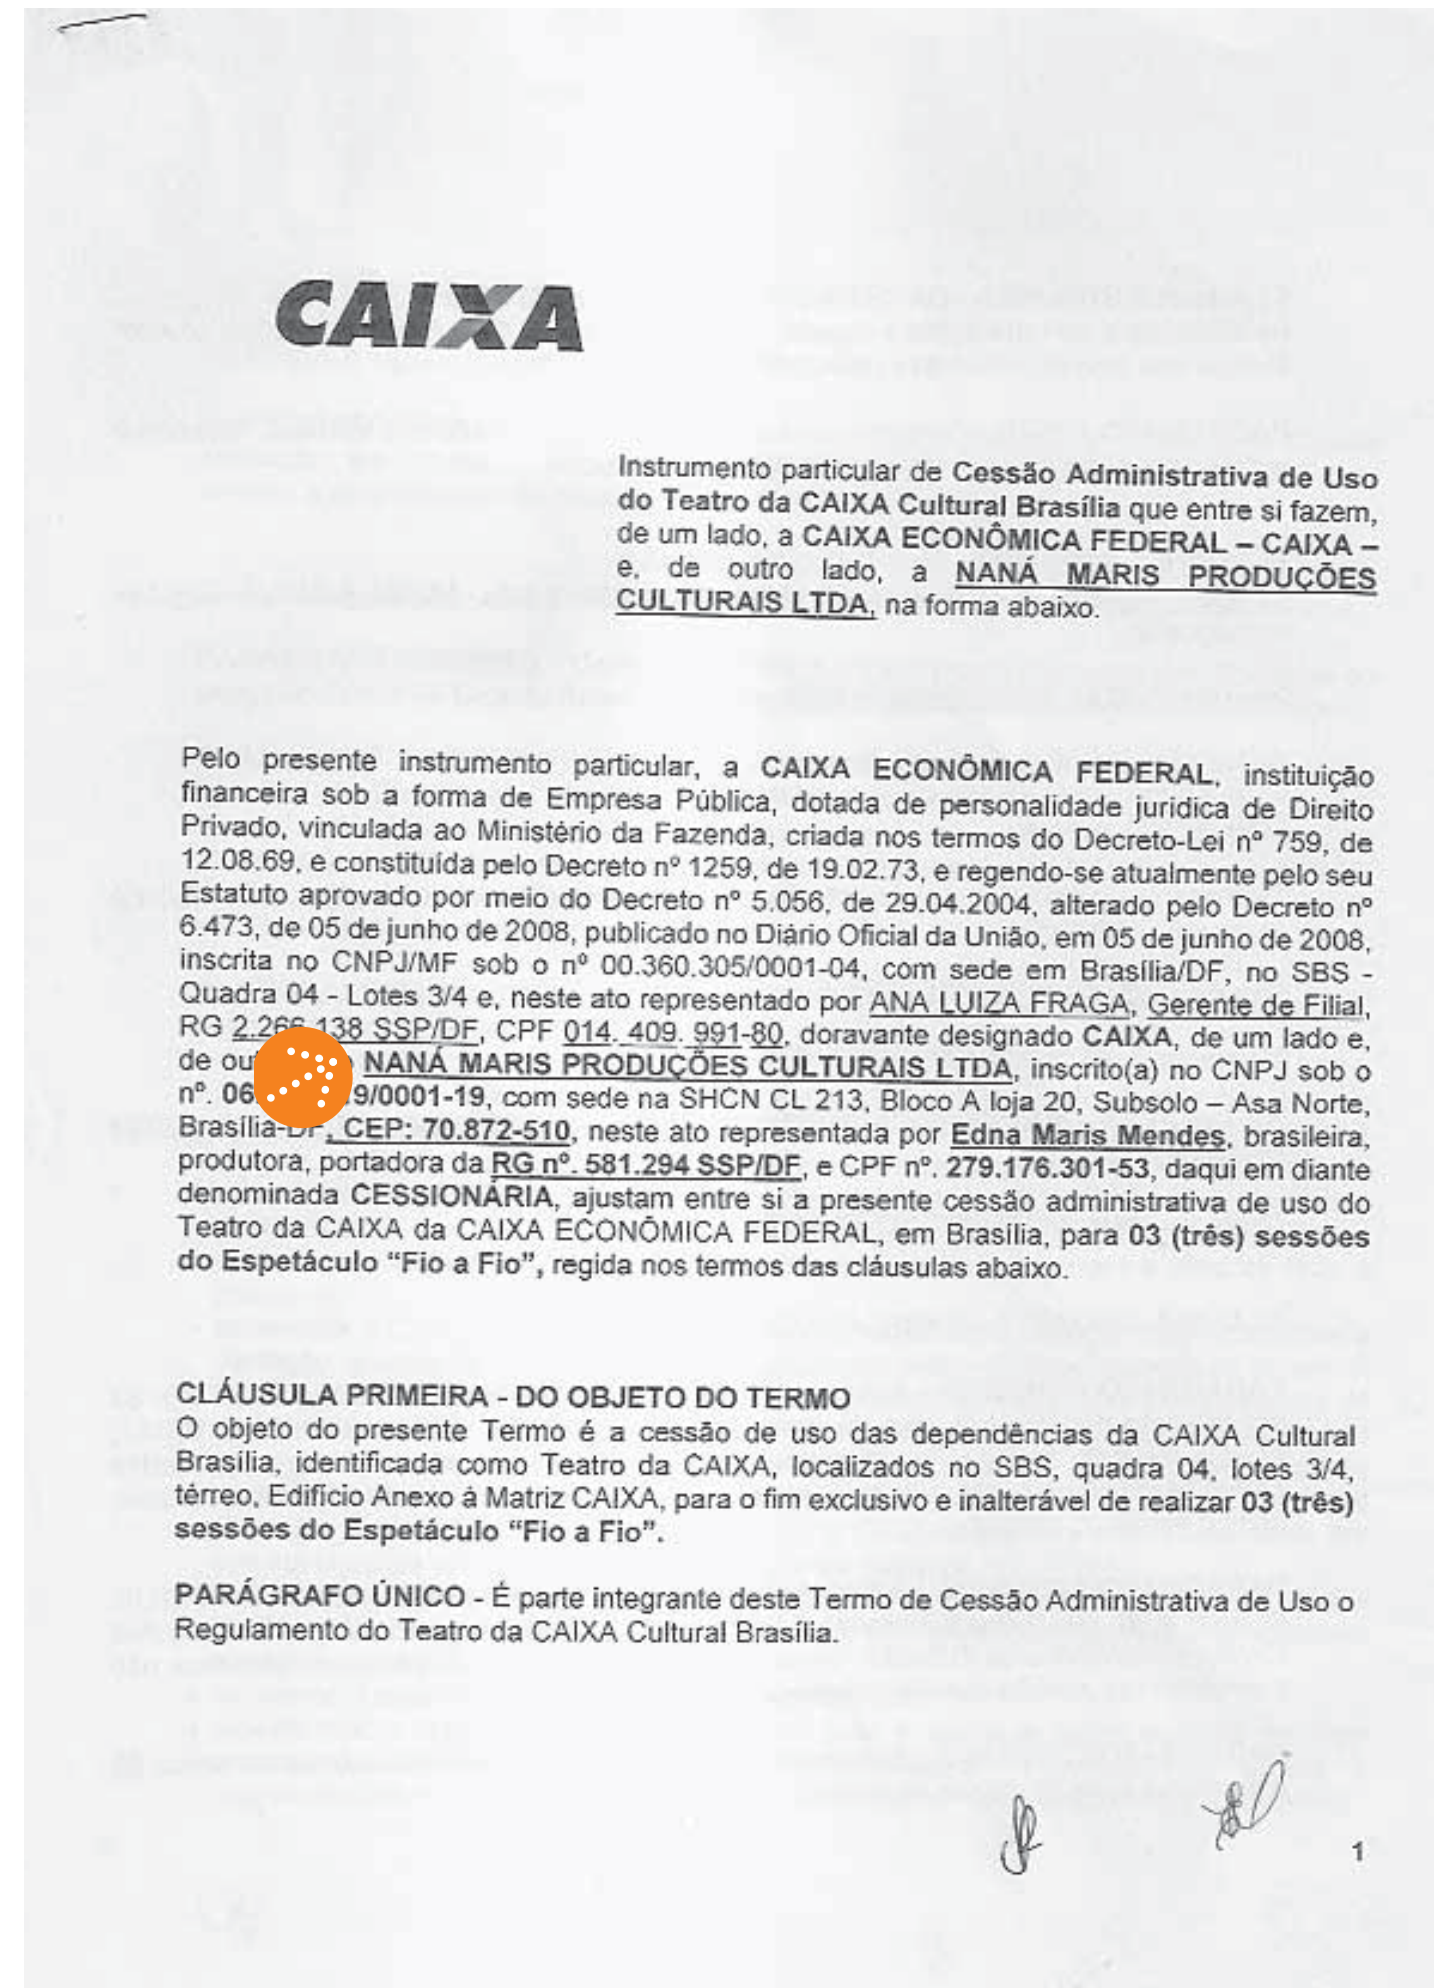 CAIXA
Instrumento particular de Cessão Administrativa de Uso
do Teatro da CAIXA Cultural Brasília que entre si fazem,
de um lado, a CAIXA ECONÔMICA FEDERAL – CAIXA –
e, de outro lado, a NANÁ MARIS PRODUÇÕES
CULTURAIS LTDA, na forma abaixo.
Pelo presente instrumento particular, a CAIXA ECONÔMICA FEDERAL, instituição
financeira sob a forma de Empresa Pública, dotada de personalidade jurídica de Direito
Privado, vinculada ao Ministério da Fazenda, criada nos termos do Decreto-Lei nº 759, de
12.08.69, e constituída pelo Decreto nº 1259, de 19.02.73, e regendo-se atualmente pelo seu
Estatuto aprovado por meio do Decreto nº 5.056, de 29.04.2004, alterado pelo Decreto nº
6.473, de 05 de junho de 2008, publicado no Diário Oficial da União, em 05 de junho de 2008,
inscrita no CNPJ/MF sob o nº 00.360.305/0001-04, com sede em Brasília/DF, no SBS -
Quadra 04 - Lotes 3/4 e, neste ato representado por ANA LUIZA FRAGA, Gerente de Filial,
RG 2.266.138 SSP/DF, CPF 014. 409. 991-80, doravante designado CAIXA, de um lado e,
de NANÁ MARIS PRODUÇÕES CULTURAIS LTDA, inscrito(a) no CNPJ sob o
nº. 06 9/0001-19, com sede na SHCN CL 213, Bloco A loja 20, Subsolo – Asa Norte,
Brasília-DF, CEP: 70.872-510, neste ato representada por Edna Maris Mendes, brasileira,
produtora, portadora da RG nº. 581.294 SSP/DF, e CPF nº. 279.176.301-53, daqui em diante
denominada CESSIONÁRIA, ajustam entre si a presente cessão administrativa de uso do
Teatro da CAIXA da CAIXA ECONÔMICA FEDERAL, em Brasília, para 03 (três) sessões
do Espetáculo “Fio a Fio”, regida nos termos das cláusulas abaixo.
CLÁUSULA PRIMEIRA - DO OBJETO DO TERMO
O objeto do presente Termo é a cessão de uso das dependências da CAIXA Cultural
Brasília, identificada como Teatro da CAIXA, localizados no SBS, quadra 04, lotes 3/4,
térreo, Edifício Anexo à Matriz CAIXA, para o fim exclusivo e inalterável de realizar 03 (três)
sessões do Espetáculo “Fio a Fio”.
PARÁGRAFO ÚNICO - É parte integrante deste Termo de Cessão Administrativa de Uso o
Regulamento do Teatro da CAIXA Cultural Brasília.
1